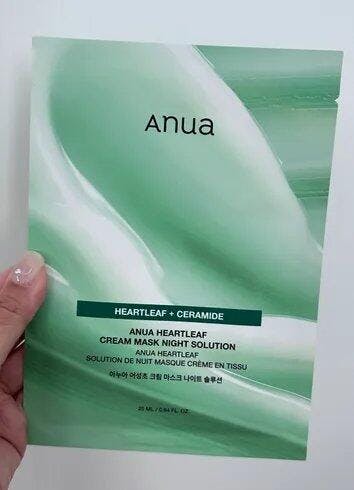 Anua
HEARTLEAF + CERAMIDE
ANUA HEARTLEAF
CREAM MASK NIGHT SOLUTION
ANUA HEARTLEAF
SOLUTION DE NUIT MASQUE CRÈME EN TISSU
아누아 어성초 크림 마스크 나이트 솔루션
25 ML / 0.84 FL. OZ.